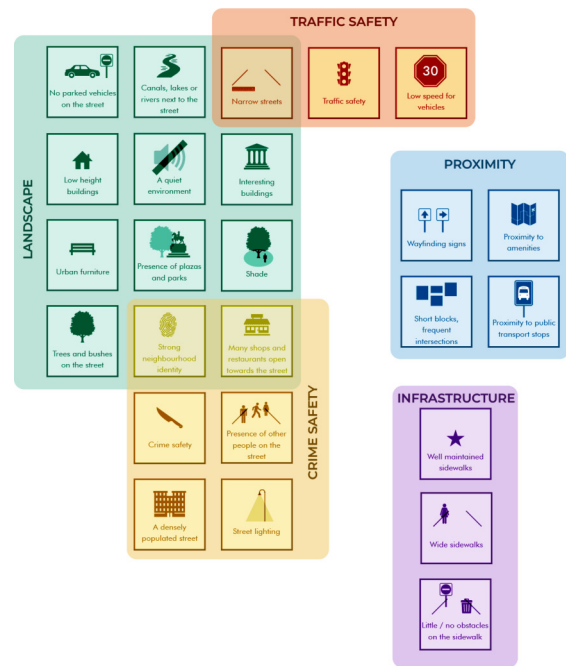 TRAFFIC SAFETY
LANDSCAPE
No parked vehicles
on the street
Canals, lakes or
rivers next to the
street
Narrow streets
Traffic safety
30
Low speed for
vehicles
Low height
buildings
A quiet
environment
Interesting
buildings
Urban furniture
Presence of plazas
and parks
Shade
Trees and bushes
on the street
Strong
neighbourhood
identity
Many shops and
restaurants open
towards the street
CRIME SAFETY
Crime safety
Presence of other
people on the
street
A densely
populated street
Street lighting
PROXIMITY
Wayfinding signs
Proximity to
amenities
Short blocks,
frequent
intersections
Proximity to public
transport stops
INFRASTRUCTURE
Well maintained
sidewalks
Wide sidewalks
Little / no obstacles
on the sidewalk